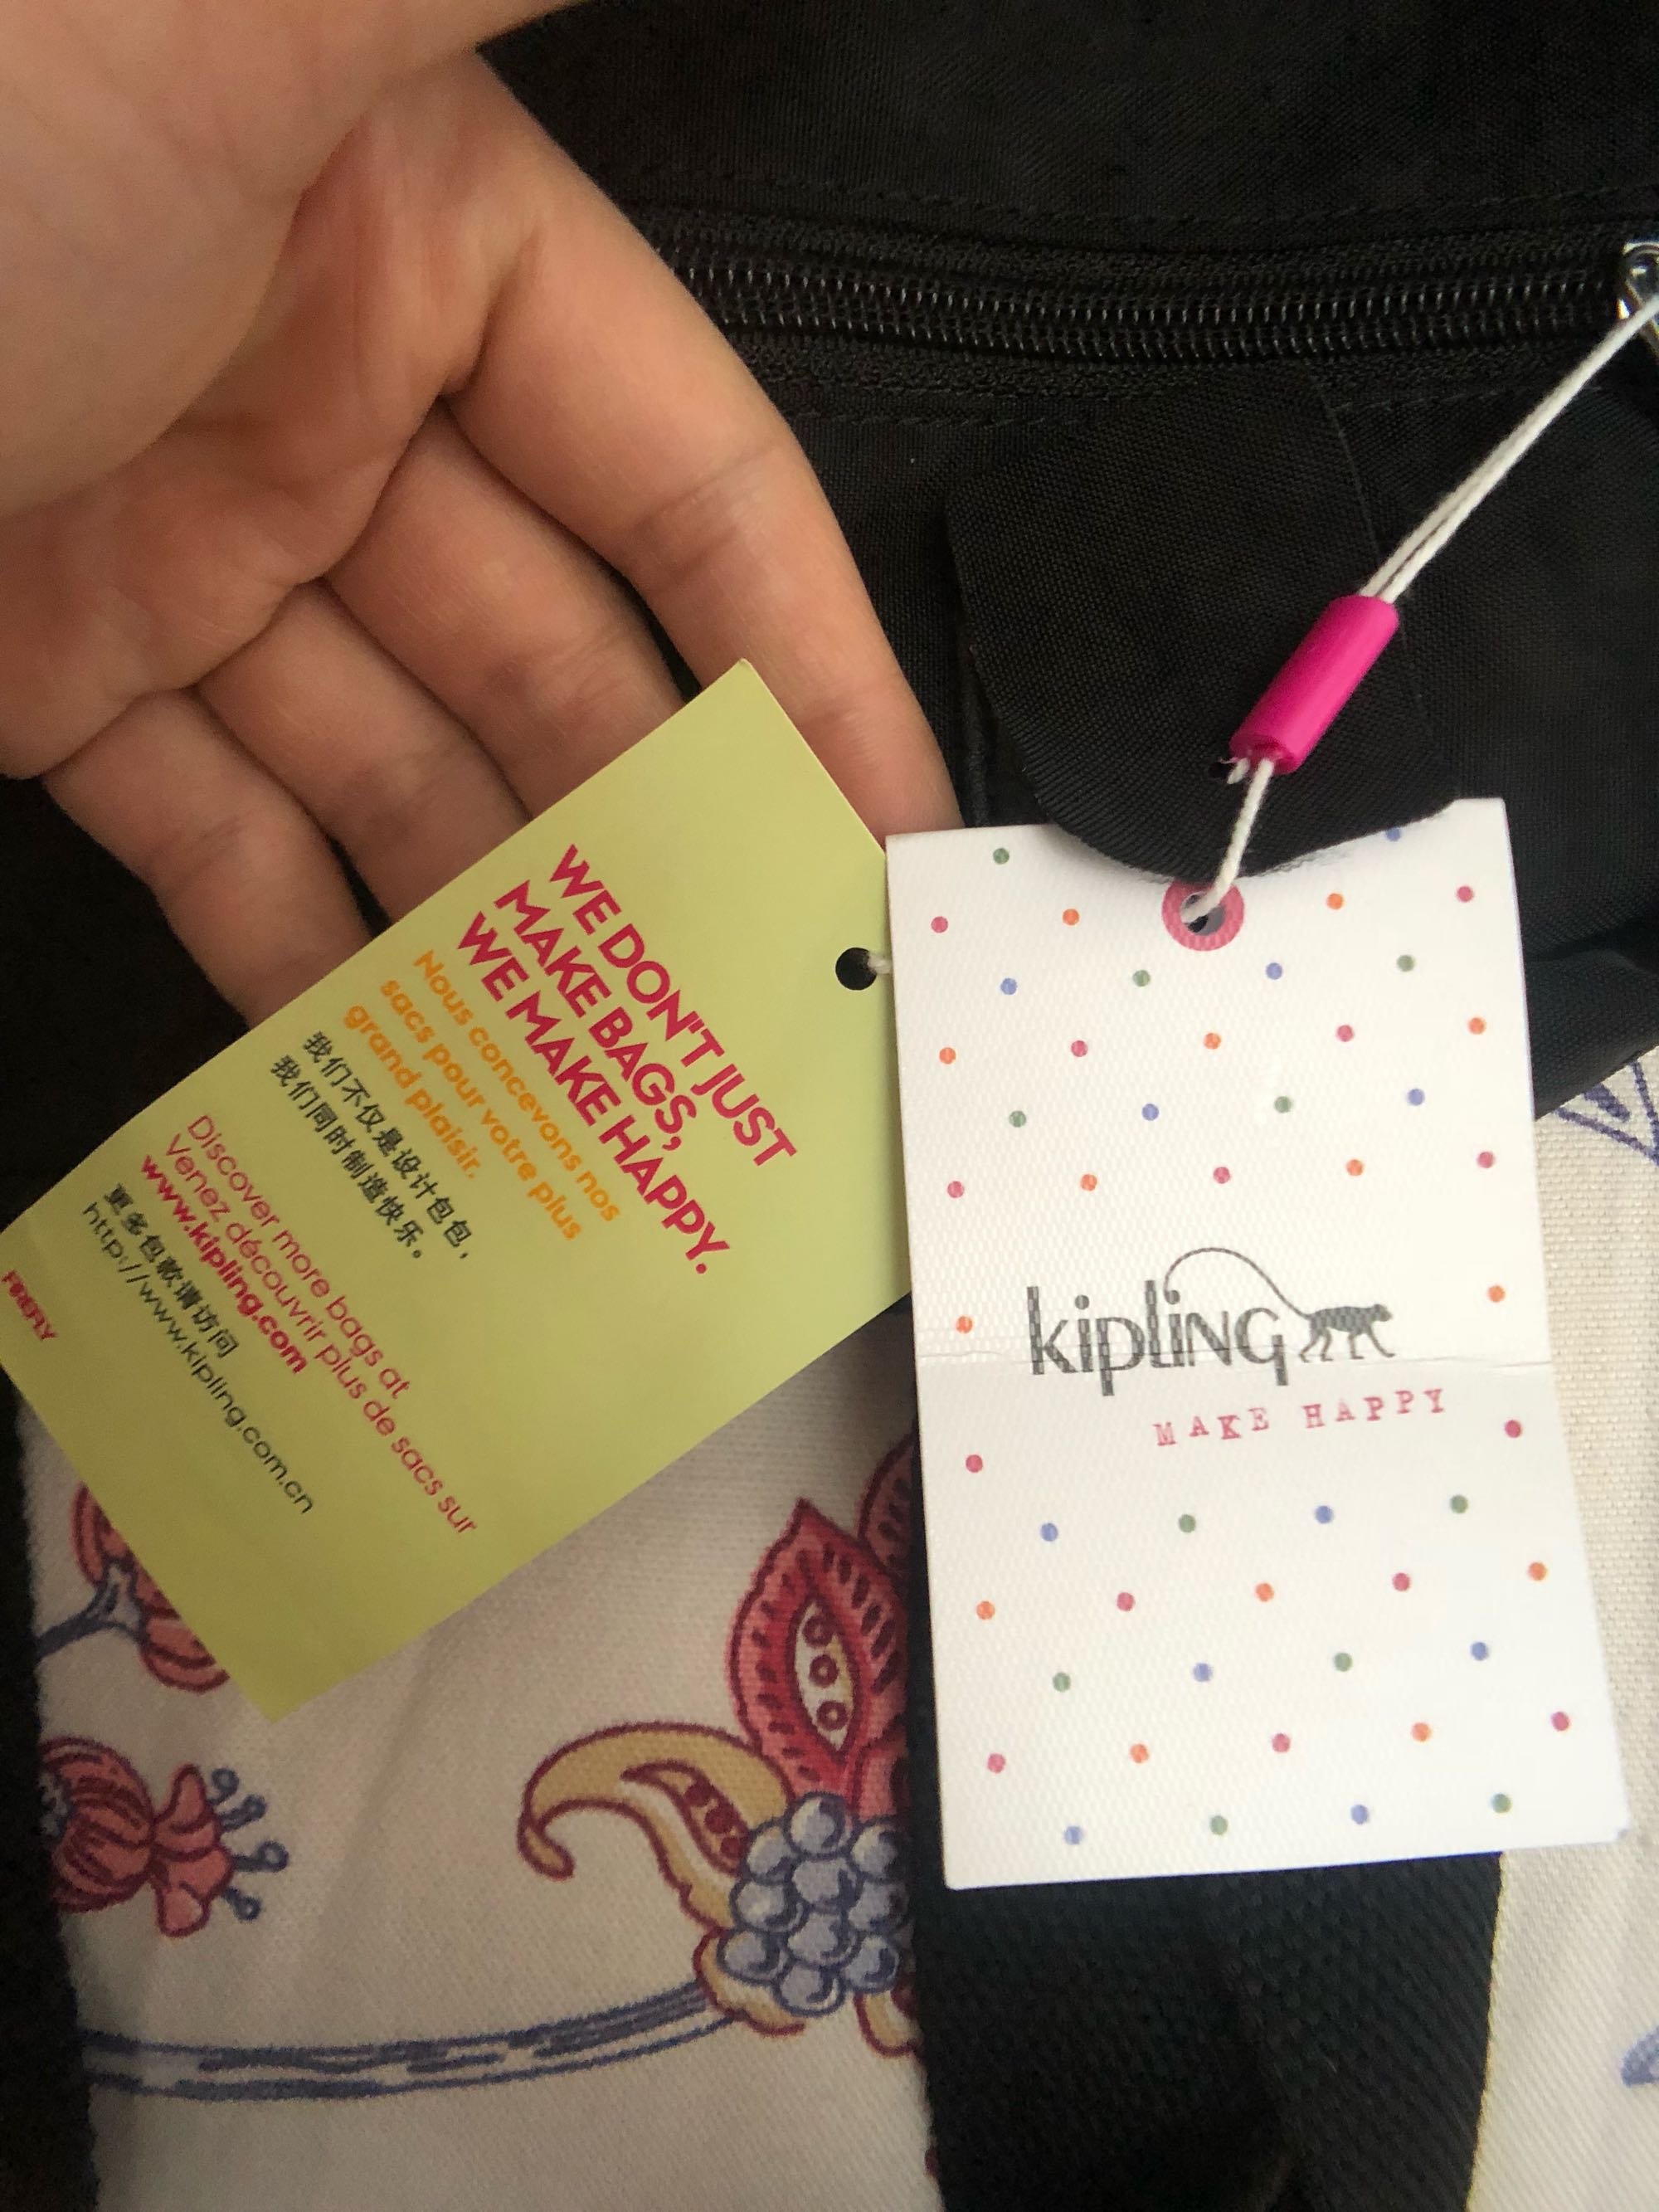 WE DON'T JUST
MAKE BAGS,
WE MAKE HAPPY.
Nous concevons nos
sacs pour votre plus
grand plaisir.
我们不仅是设计包包，
我们同时制造快乐。
Discover more bags at
Venez découvrir plus de sacs sur
www.kipling.com
更多包款请访问
http://www.kipling.com.cn
FIREFLY
kipling
MAKE HAPPY